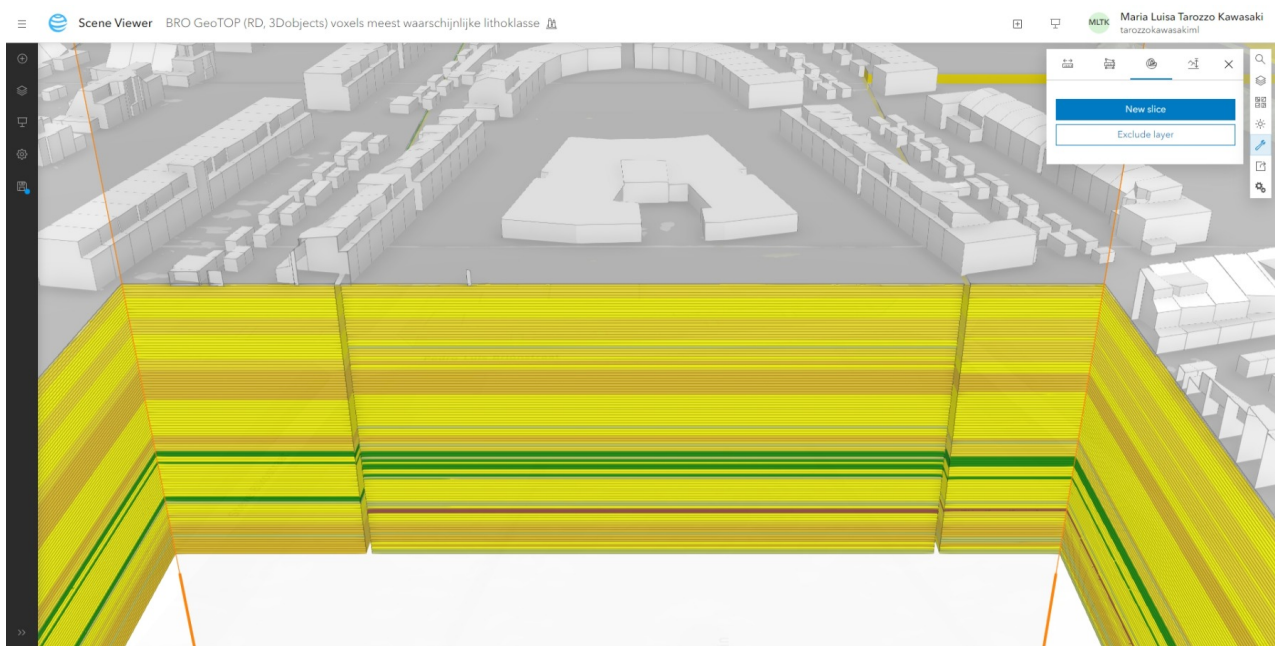 Scene Viewer BRO GeoTOP (RD, 3Dobjects) voxels meest waarschijnlijke lithoklasse
MLTK
Maria Luisa Tarozzo Kawasaki
tarozzokawasakiml
New slice
Exclude layer